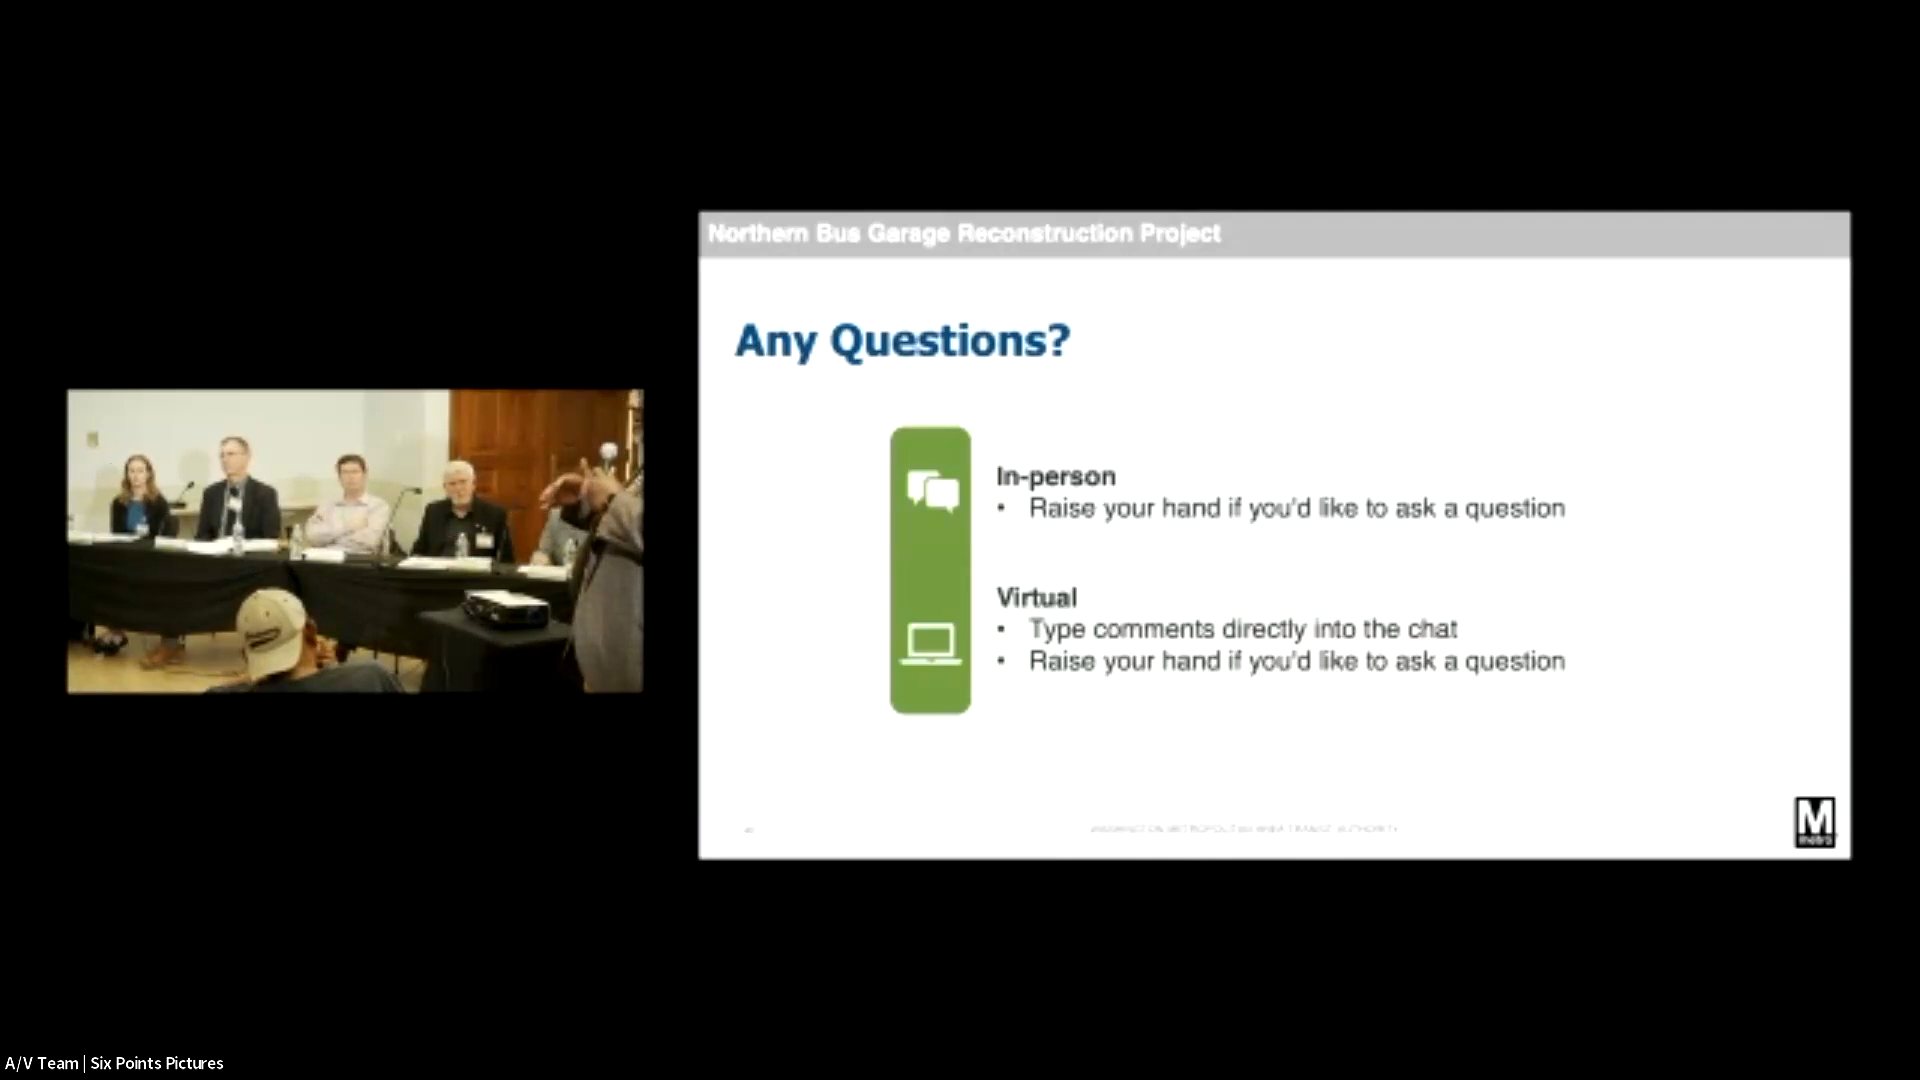 Northern Bus Garage Reconstruction Project
Any Questions?
In-person
• Raise your hand if you'd like to ask a question
Virtual
• Type comments directly into the chat
• Raise your hand if you'd like to ask a question
M
metro
A/V Team | Six Points Pictures